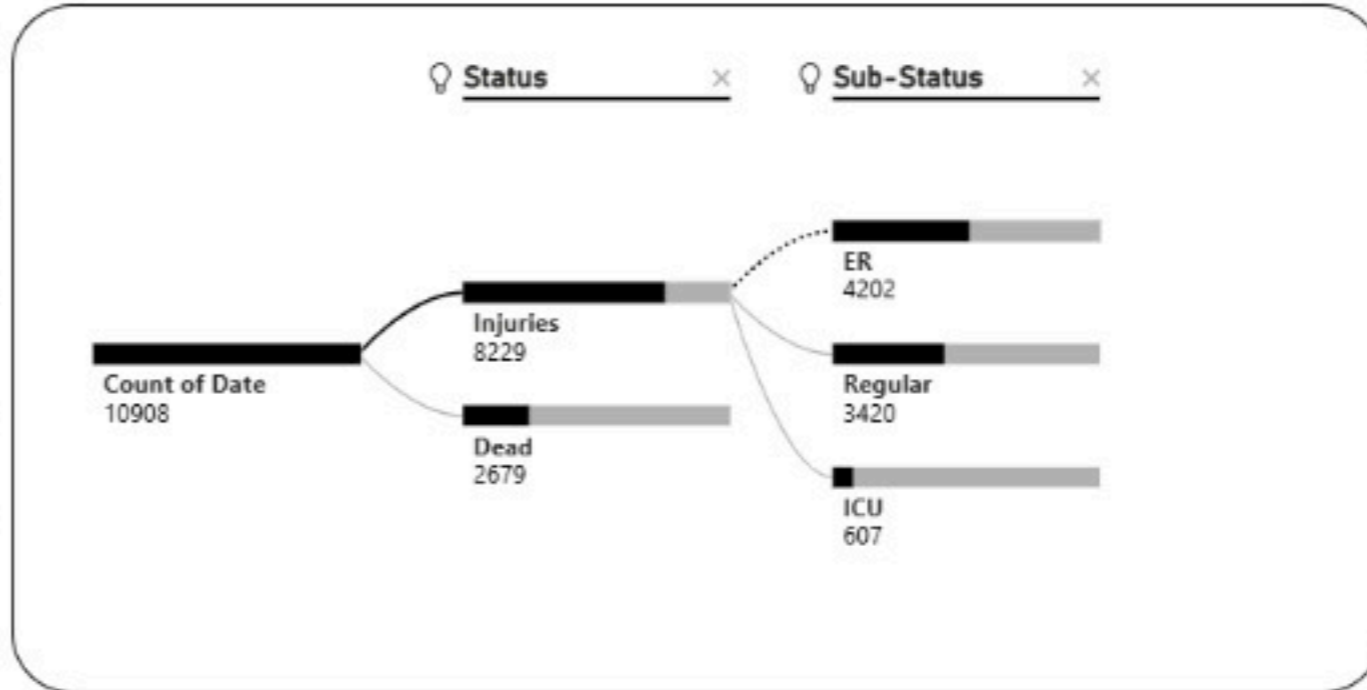 Status
Sub-Status
Count of Date
10908
Injuries
8229
Dead
2679
ER
4202
Regular
3420
ICU
607